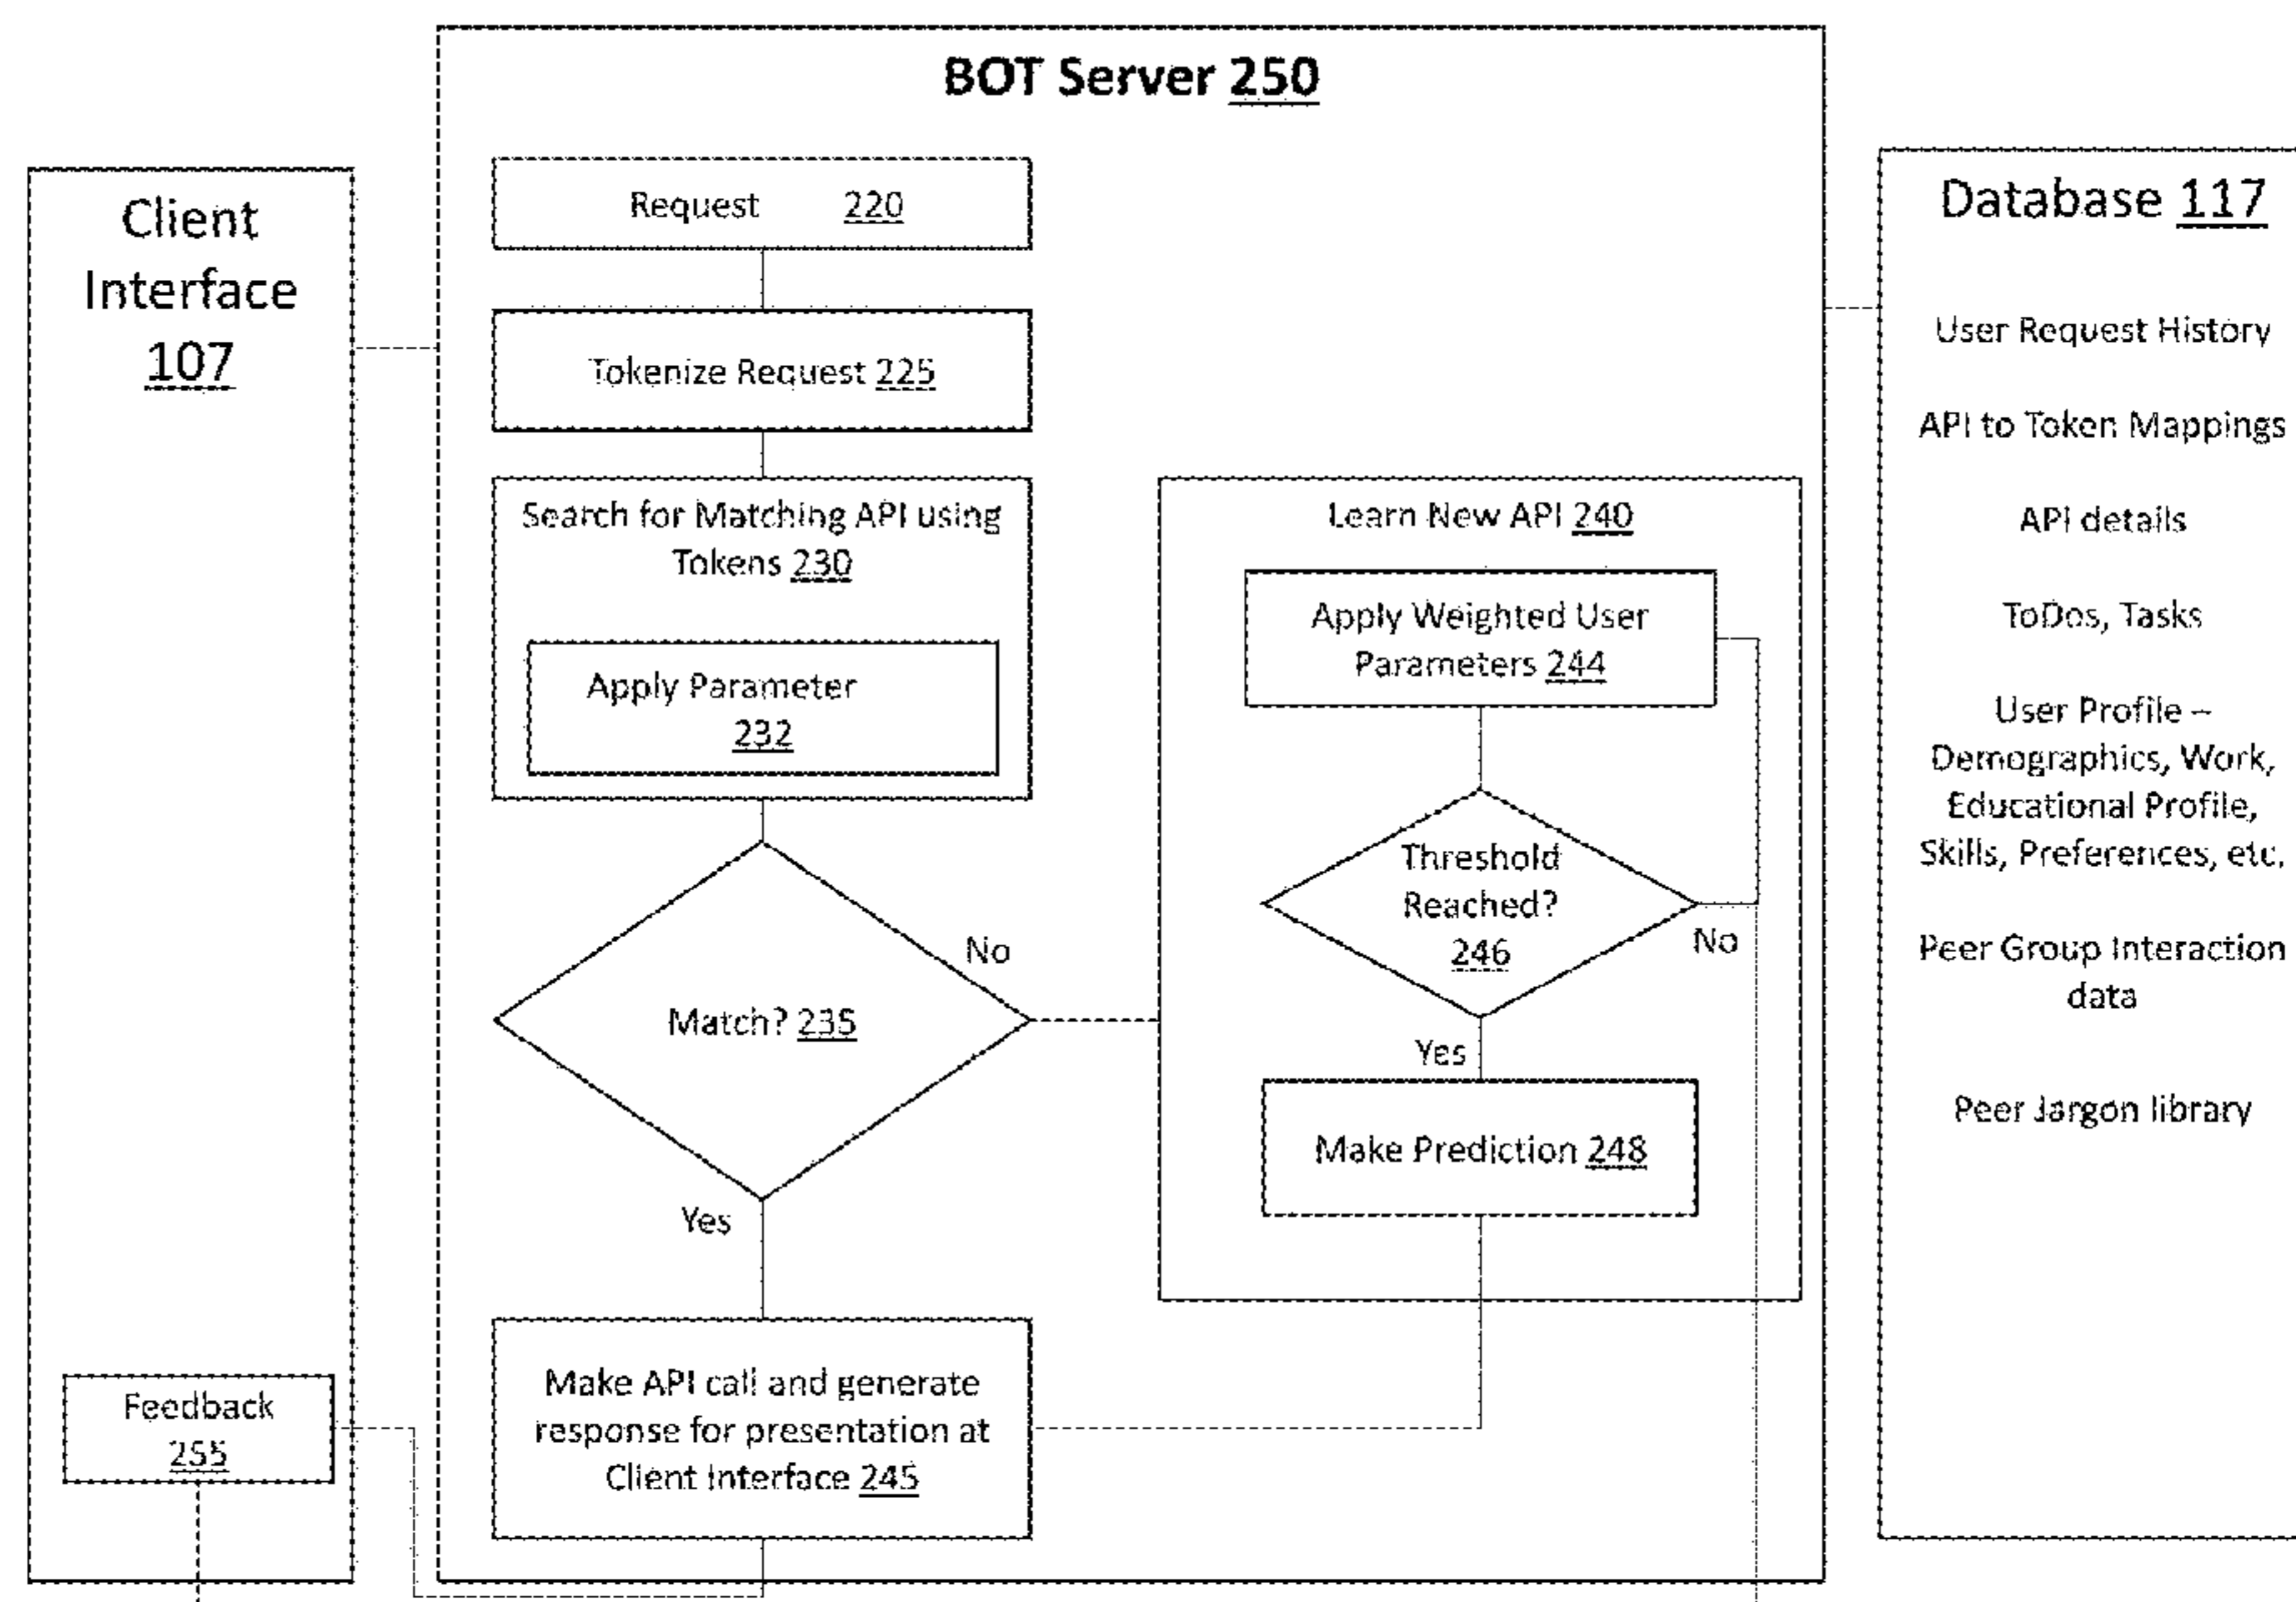 BOT Server 250
Client
Interface
107
Request 220
Tokenize Request 225
Search for Matching API using
Tokens 230
Apply Parameter
232
Match? 235
No
Yes
Make API call and generate
response for presentation at
Client Interface 245
Learn New API 240
Apply Weighted User
Parameters 244
Threshold
Reached?
246
No
Yes
Make Prediction 248
Feedback
255
Database 117
User Request History
API to Token Mappings
API details
ToDos, Tasks
User Profile –
Demographics, Work,
Educational Profile,
Skills, Preferences, etc.
Peer Group Interaction
data
Peer Jargon library